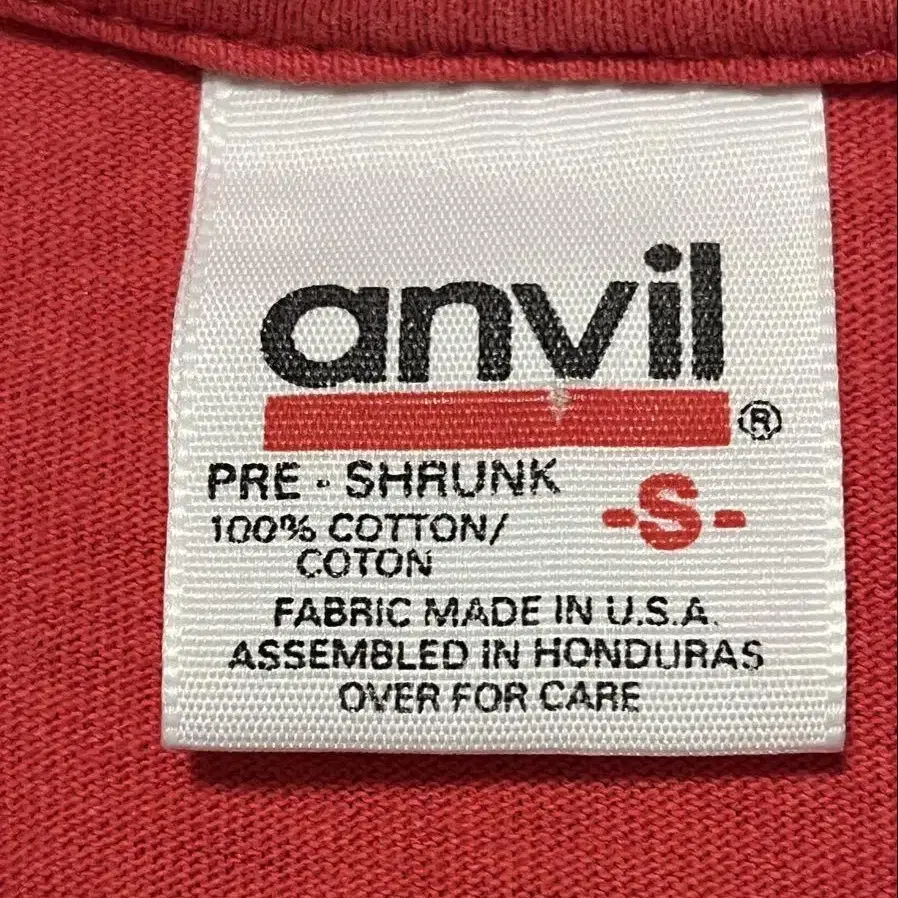 anvil®
PRE - SHRUNK
-S-
100% COTTON/
COTON
FABRIC MADE IN U.S.A.
ASSEMBLED IN HONDURAS
OVER FOR CARE